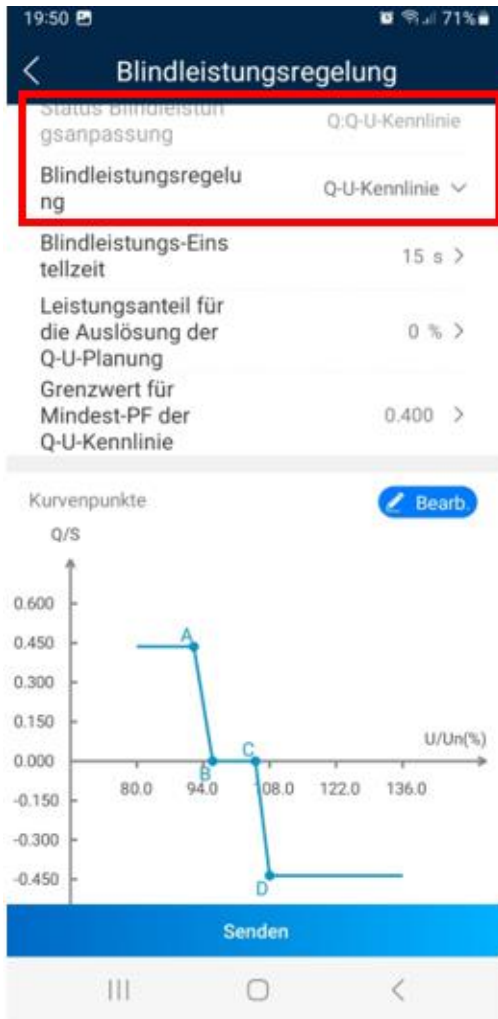 19:50 71%
Blindleistungsregelung
Status Blindleistun
gsanpassung
Q:Q-U-Kennlinie
Blindleistungsregelu
ng
Q-U-Kennlinie
Blindleistungs-Eins
tellzeit
15 s
Leistungsanteil für
die Auslösung der
Q-U-Planung
0 %
Grenzwert für
Mindest-PF der
Q-U-Kennlinie
0.400
Kurvenpunkte
Bearb.
Q/S
0.600
0.450
A
0.300
0.150
U/Un(%)
0.000
B
C
80.0 94.0 108.0 122.0 136.0
-0.150
-0.300
-0.450
D
Senden